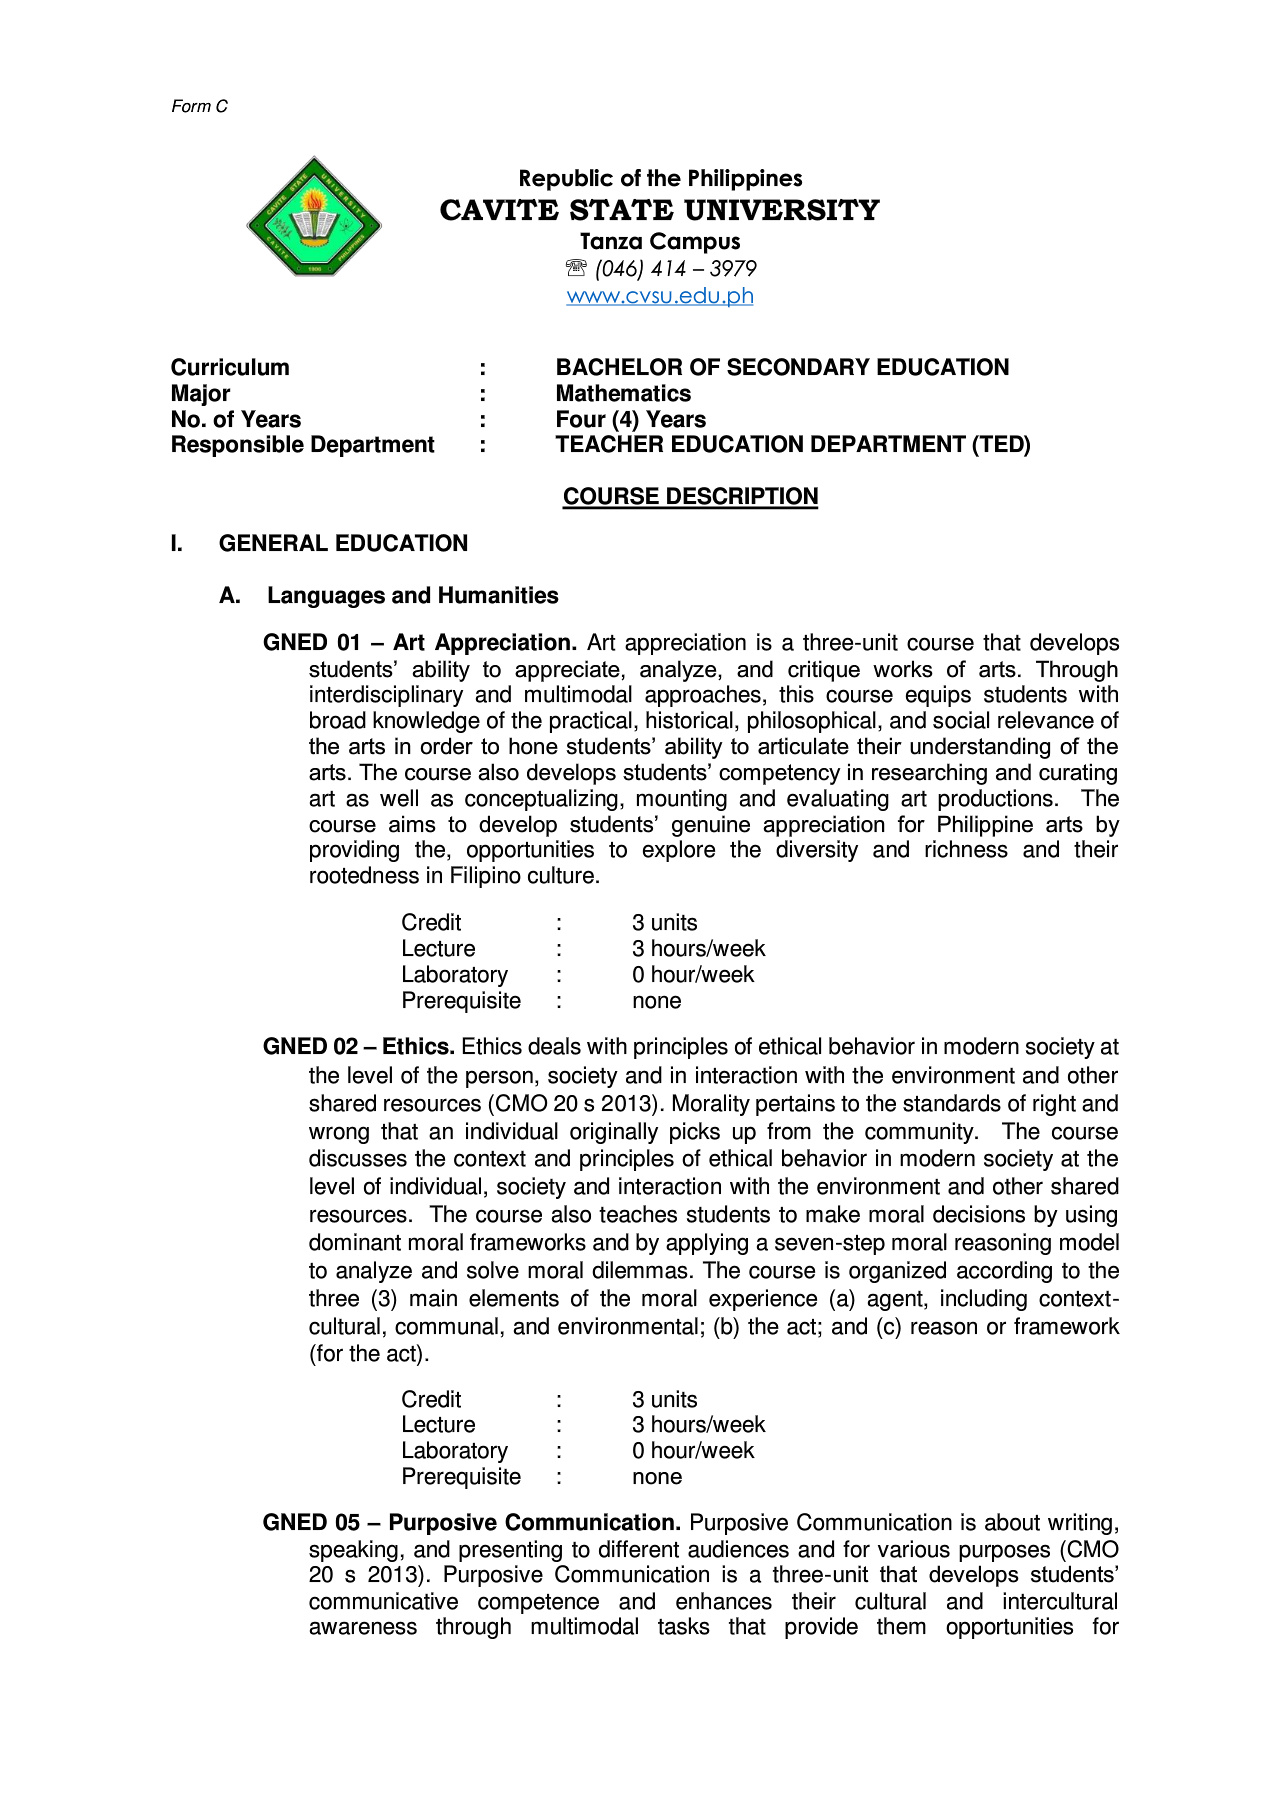 Form C
CAVITE STATE UNIVERSITY
CAVITE
PHILIPPINES
1906
Republic of the Philippines
CAVITE STATE UNIVERSITY
Tanza Campus
☏ (046) 414 – 3979
www.cvsu.edu.ph
Curriculum : BACHELOR OF SECONDARY EDUCATION
Major : Mathematics
No. of Years : Four (4) Years
Responsible Department : TEACHER EDUCATION DEPARTMENT (TED)
COURSE DESCRIPTION
I. GENERAL EDUCATION
A. Languages and Humanities
GNED 01 – Art Appreciation. Art appreciation is a three-unit course that develops
students’ ability to appreciate, analyze, and critique works of arts. Through
interdisciplinary and multimodal approaches, this course equips students with
broad knowledge of the practical, historical, philosophical, and social relevance of
the arts in order to hone students’ ability to articulate their understanding of the
arts. The course also develops students’ competency in researching and curating
art as well as conceptualizing, mounting and evaluating art productions.  The
course aims to develop students’ genuine appreciation for Philippine arts by
providing the, opportunities to explore the diversity and richness and their
rootedness in Filipino culture.
Credit : 3 units
Lecture : 3 hours/week
Laboratory : 0 hour/week
Prerequisite : none
GNED 02 – Ethics. Ethics deals with principles of ethical behavior in modern society at
the level of the person, society and in interaction with the environment and other
shared resources (CMO 20 s 2013). Morality pertains to the standards of right and
wrong that an individual originally picks up from the community.  The course
discusses the context and principles of ethical behavior in modern society at the
level of individual, society and interaction with the environment and other shared
resources.  The course also teaches students to make moral decisions by using
dominant moral frameworks and by applying a seven-step moral reasoning model
to analyze and solve moral dilemmas. The course is organized according to the
three (3) main elements of the moral experience (a) agent, including context-
cultural, communal, and environmental; (b) the act; and (c) reason or framework
(for the act).
Credit : 3 units
Lecture : 3 hours/week
Laboratory : 0 hour/week
Prerequisite : none
GNED 05 – Purposive Communication. Purposive Communication is about writing,
speaking, and presenting to different audiences and for various purposes (CMO
20 s 2013). Purposive Communication is a three-unit that develops students’
communicative competence and enhances their cultural and intercultural
awareness through multimodal tasks that provide them opportunities for